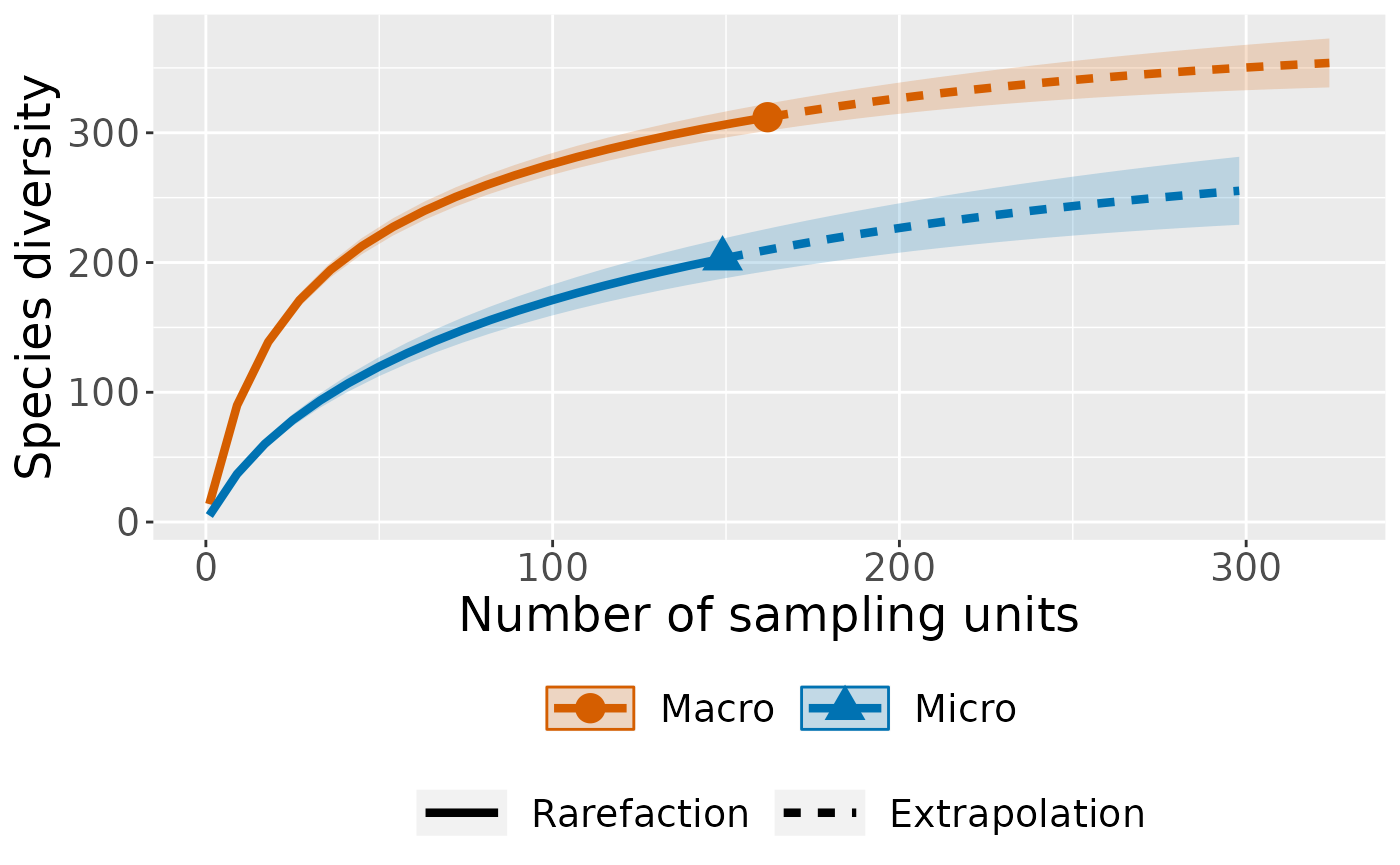 Species diversity
300
200
100
0
0 100 200 300
Number of sampling units
Macro Micro
Rarefaction Extrapolation